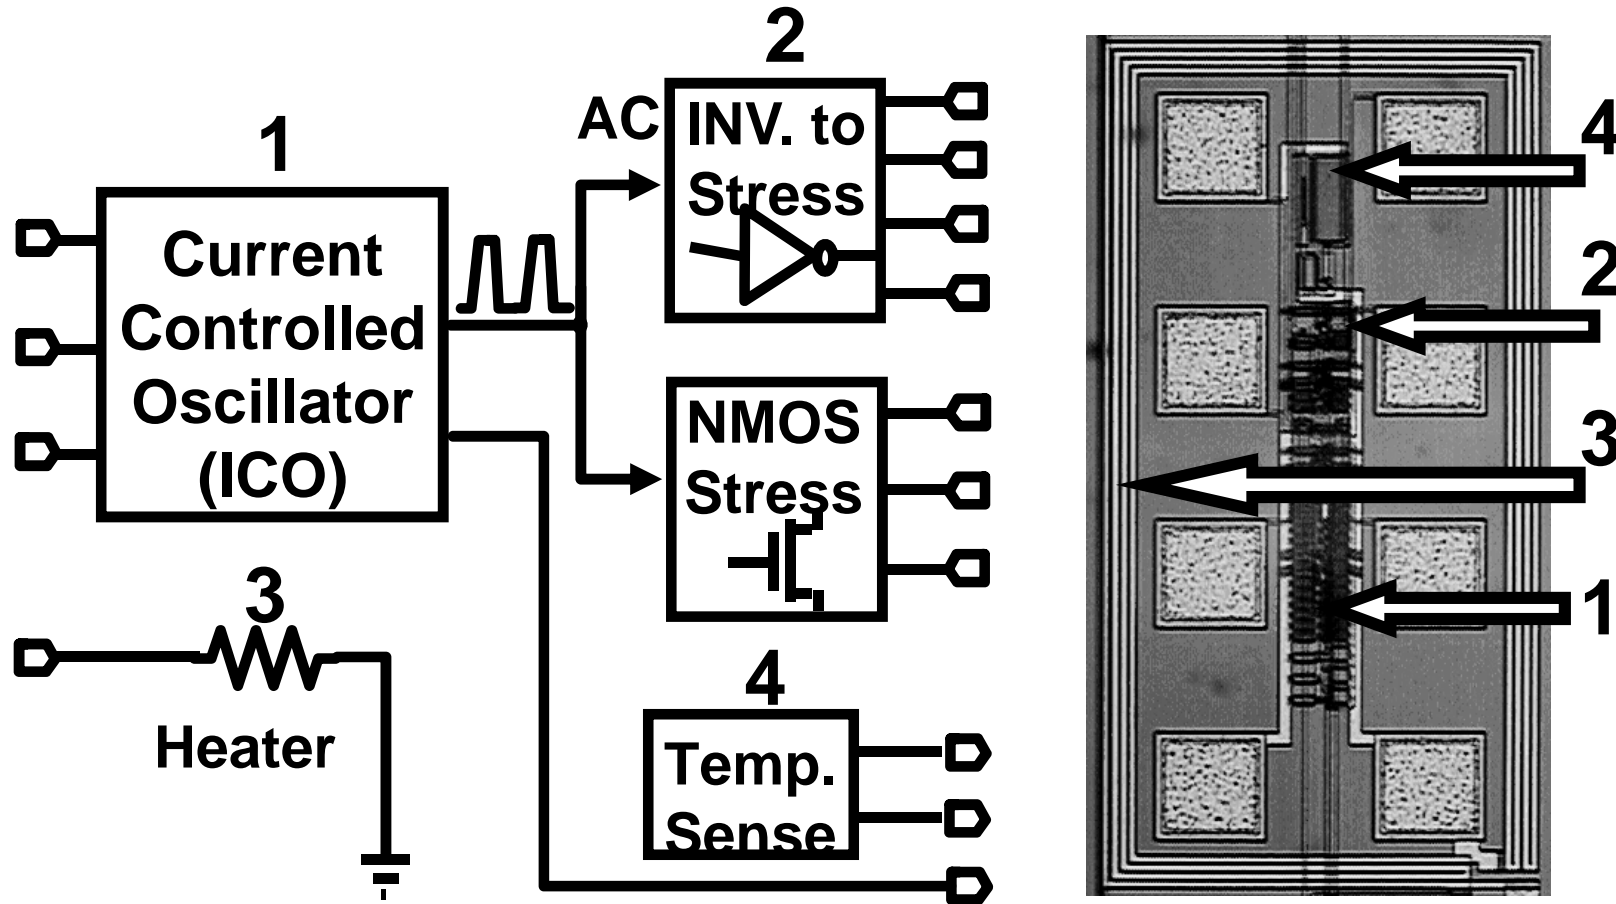 1
Current
Controlled
Oscillator
(ICO)
AC
2
INV. to
Stress
NMOS
Stress
3
Heater
4
Temp.
Sense
4
2
3
1